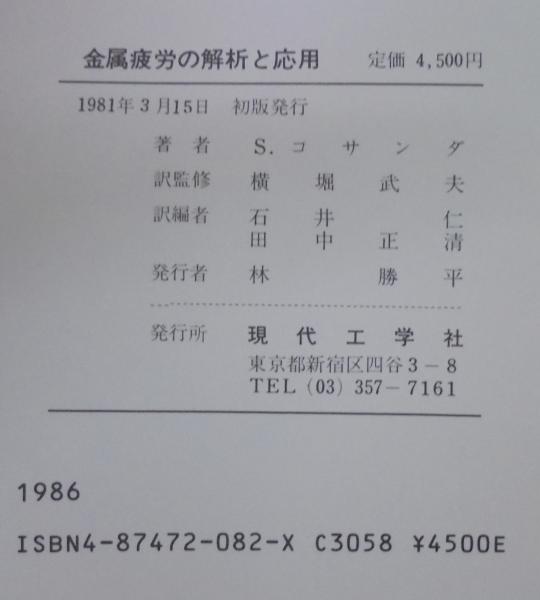 金属疲労の解析と応用 定価 4,500円
1981年3月15日 初版発行
著者 S.コサンダ
訳監修 横堀武夫
訳編者 石井仁
田中正清
発行者 林勝平
発行所 現代工学社
東京都新宿区四谷3-8
TEL (03) 357-7161
1986
ISBN4-87472-082-X C3058 ¥4500E